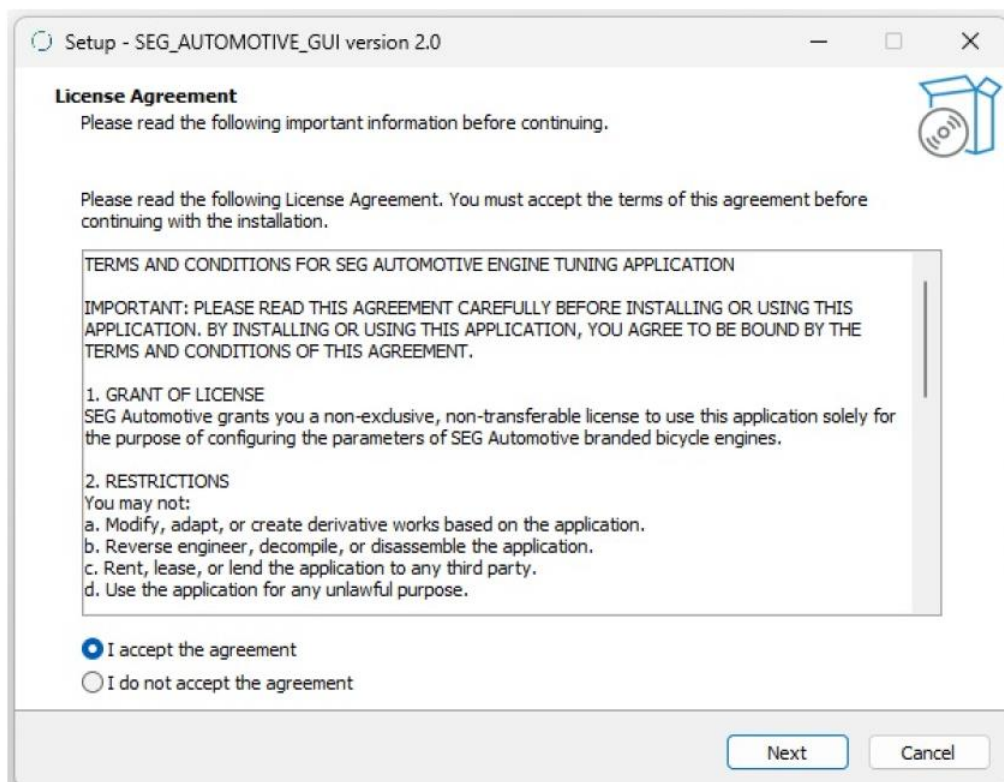 Setup - SEG_AUTOMOTIVE_GUI version 2.0
License Agreement
Please read the following important information before continuing.
Please read the following License Agreement. You must accept the terms of this agreement before
continuing with the installation.
TERMS AND CONDITIONS FOR SEG AUTOMOTIVE ENGINE TUNING APPLICATION
IMPORTANT: PLEASE READ THIS AGREEMENT CAREFULLY BEFORE INSTALLING OR USING THIS
APPLICATION. BY INSTALLING OR USING THIS APPLICATION, YOU AGREE TO BE BOUND BY THE
TERMS AND CONDITIONS OF THIS AGREEMENT.
1. GRANT OF LICENSE
SEG Automotive grants you a non-exclusive, non-transferable license to use this application solely for
the purpose of configuring the parameters of SEG Automotive branded bicycle engines.
2. RESTRICTIONS
You may not:
a. Modify, adapt, or create derivative works based on the application.
b. Reverse engineer, decompile, or disassemble the application.
c. Rent, lease, or lend the application to any third party.
d. Use the application for any unlawful purpose.
I accept the agreement
I do not accept the agreement
Next Cancel